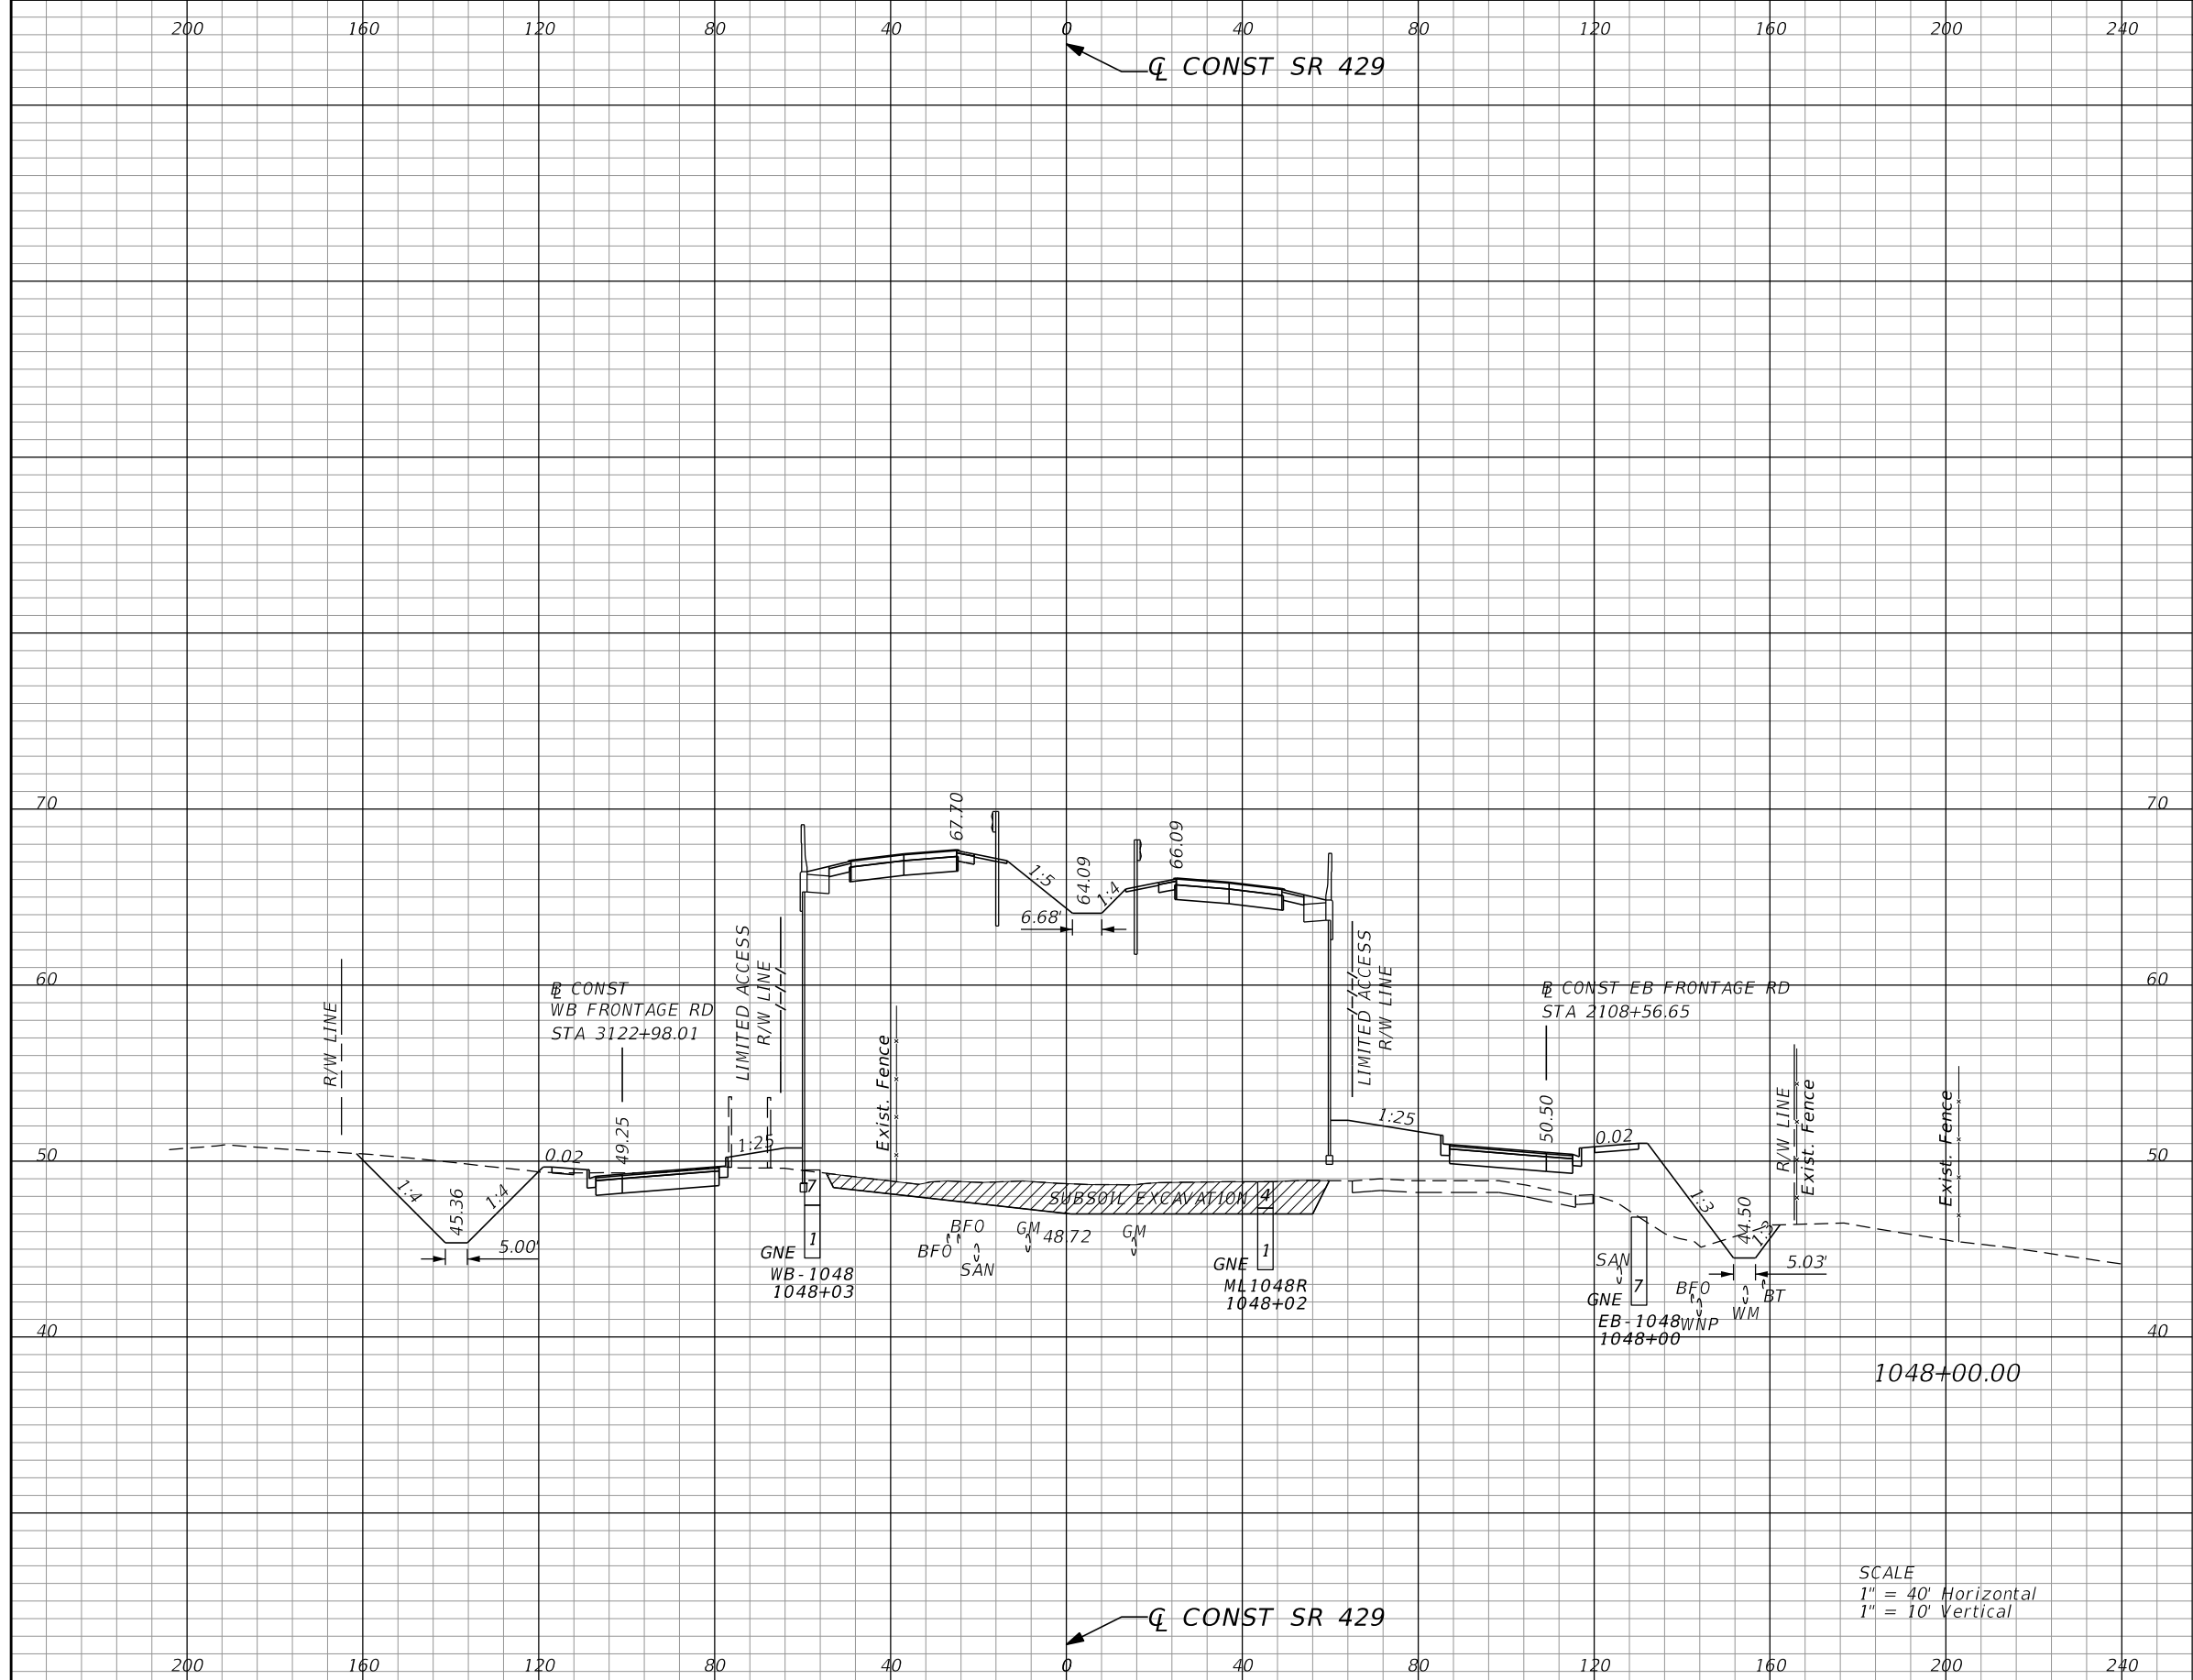 200 160 120 80 40 0 40 80 120 160 200 240
℄ CONST SR 429
70 70
67.70
66.09
1:5
64.09
1:4
6.68'
60 60
R/W LINE
℄ CONST
WB FRONTAGE RD
STA 3122+98.01
LIMITED ACCESS
R/W LINE
Exist. Fence
LIMITED ACCESS
R/W LINE
CONST EB FRONTAGE RD
STA 2108+56.65
R/W LINE
Exist. Fence
Exist. Fence
50 50
0.02
49.25
1:25
1:25
50.50
0.02
1:4
45.36
1:4
5.00'
7
SUBSOIL EXCAVATION
4
1:3
44.50
1:3
5.03'
1
GNE
WB-1048
1048+03
BFO
BFO
SAN
GM
48.72
GM
1
GNE
ML1048R
1048+02
SAN
7
GNE
EB-1048
1048+00
BFO
WNP
WM
BT
40 40
1048+00.00
SCALE
1" = 40' Horizontal
1" = 10' Vertical
℄ CONST SR 429
200 160 120 80 40 0 40 80 120 160 200 240